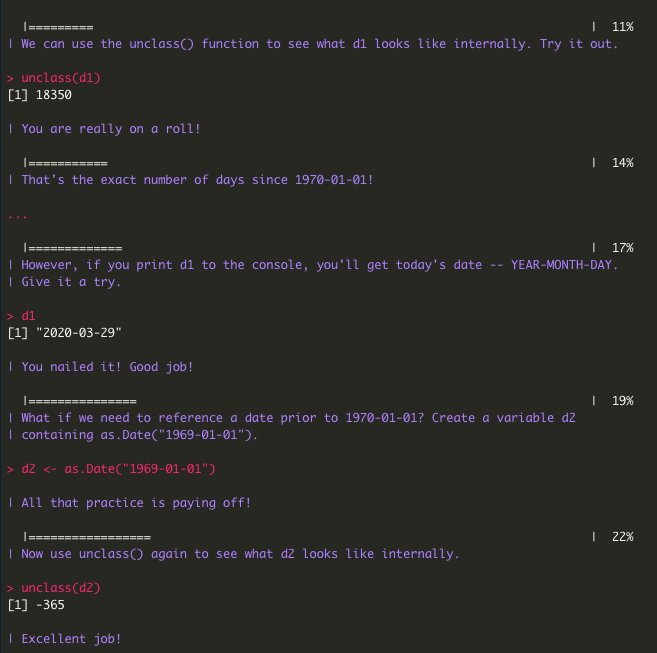 |=========                                                                      |  11%
| We can use the unclass() function to see what d1 looks like internally. Try it out.
> unclass(d1)
[1] 18350
| You are really on a roll!
|===========                                                                    |  14%
| That's the exact number of days since 1970-01-01!
...
|=============                                                                  |  17%
| However, if you print d1 to the console, you'll get today's date -- YEAR-MONTH-DAY.
| Give it a try.
> d1
[1] "2020-03-29"
| You nailed it! Good job!
|===============                                                                |  19%
| What if we need to reference a date prior to 1970-01-01? Create a variable d2
| containing as.Date("1969-01-01").
> d2 <- as.Date("1969-01-01")
| All that practice is paying off!
|=================                                                              |  22%
| Now use unclass() again to see what d2 looks like internally.
> unclass(d2)
[1] -365
| Excellent job!